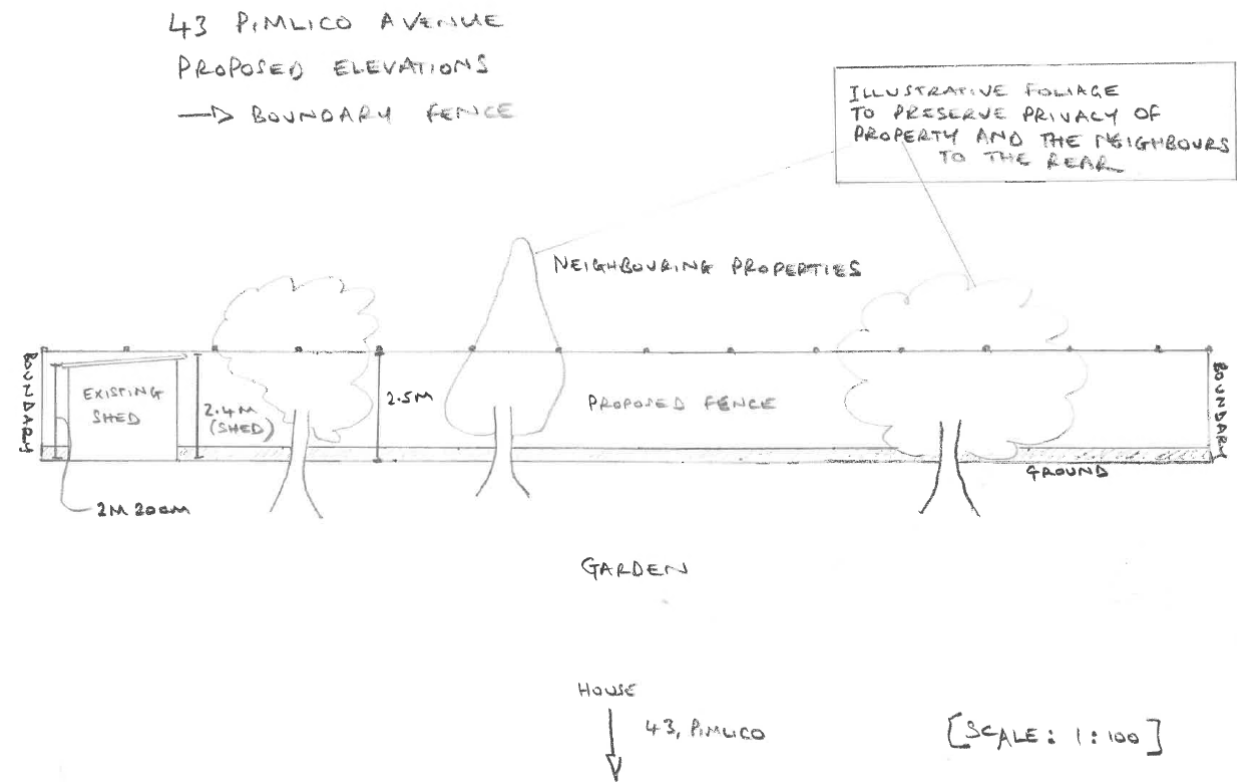 43 PIMLICO AVENUE
PROPOSED ELEVATIONS
→ BOUNDARY FENCE
ILLUSTRATIVE FOLIAGE
TO PRESERVE PRIVACY OF
PROPERTY AND THE NEIGHBOURS
TO THE REAR
NEIGHBOURING PROPERTIES
BOUNDARY
EXISTING
SHED
2.4M
(SHED)
2.5M
PROPOSED FENCE
BOUNDARY
GROUND
2M 20CM
GARDEN
HOUSE
43, PIMLICO
[SCALE: 1:100]